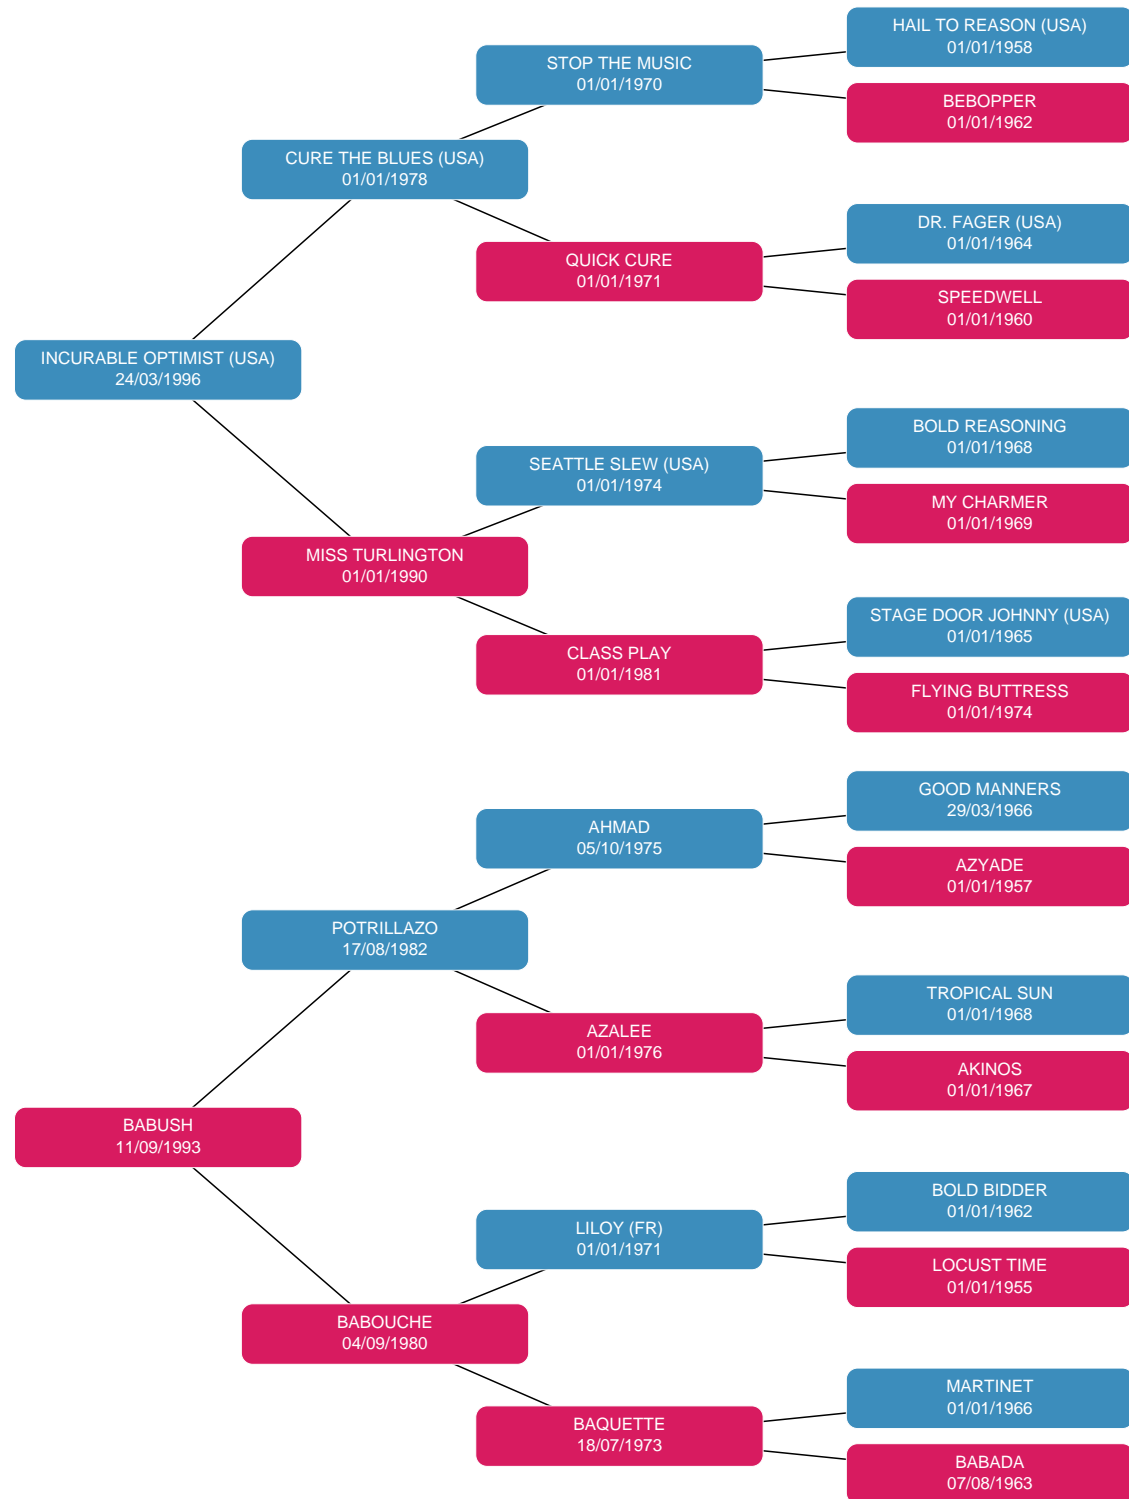 HAIL TO REASON (USA)
01/01/1958
STOP THE MUSIC
01/01/1970
BEBOPPER
01/01/1962
CURE THE BLUES (USA)
01/01/1978
DR. FAGER (USA)
01/01/1964
QUICK CURE
01/01/1971
SPEEDWELL
01/01/1960
INCURABLE OPTIMIST (USA)
24/03/1996
BOLD REASONING
01/01/1968
SEATTLE SLEW (USA)
01/01/1974
MY CHARMER
01/01/1969
MISS TURLINGTON
01/01/1990
STAGE DOOR JOHNNY (USA)
01/01/1965
CLASS PLAY
01/01/1981
FLYING BUTTRESS
01/01/1974
GOOD MANNERS
29/03/1966
AHMAD
05/10/1975
AZYADE
01/01/1957
POTRILLAZO
17/08/1982
TROPICAL SUN
01/01/1968
AZALEE
01/01/1976
AKINOS
01/01/1967
BABUSH
11/09/1993
BOLD BIDDER
01/01/1962
LILOY (FR)
01/01/1971
LOCUST TIME
01/01/1955
BABOUCHE
04/09/1980
MARTINET
01/01/1966
BAQUETTE
18/07/1973
BABADA
07/08/1963